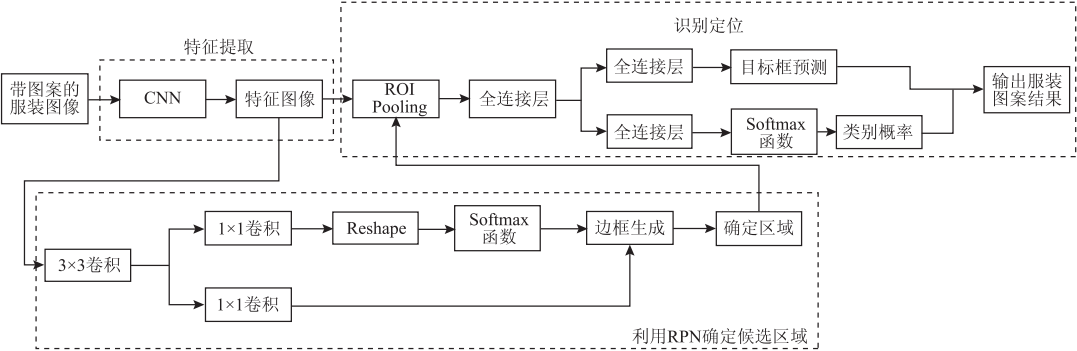 特征提取
识别定位
带图案的
服装图像
CNN
特征图像
ROI
Pooling
全连接层
全连接层
目标框预测
全连接层
Softmax
函数
类别概率
输出服装
图案结果
3×3卷积
1×1卷积
Reshape
Softmax
函数
边框生成
确定区域
1×1卷积
利用RPN确定候选区域